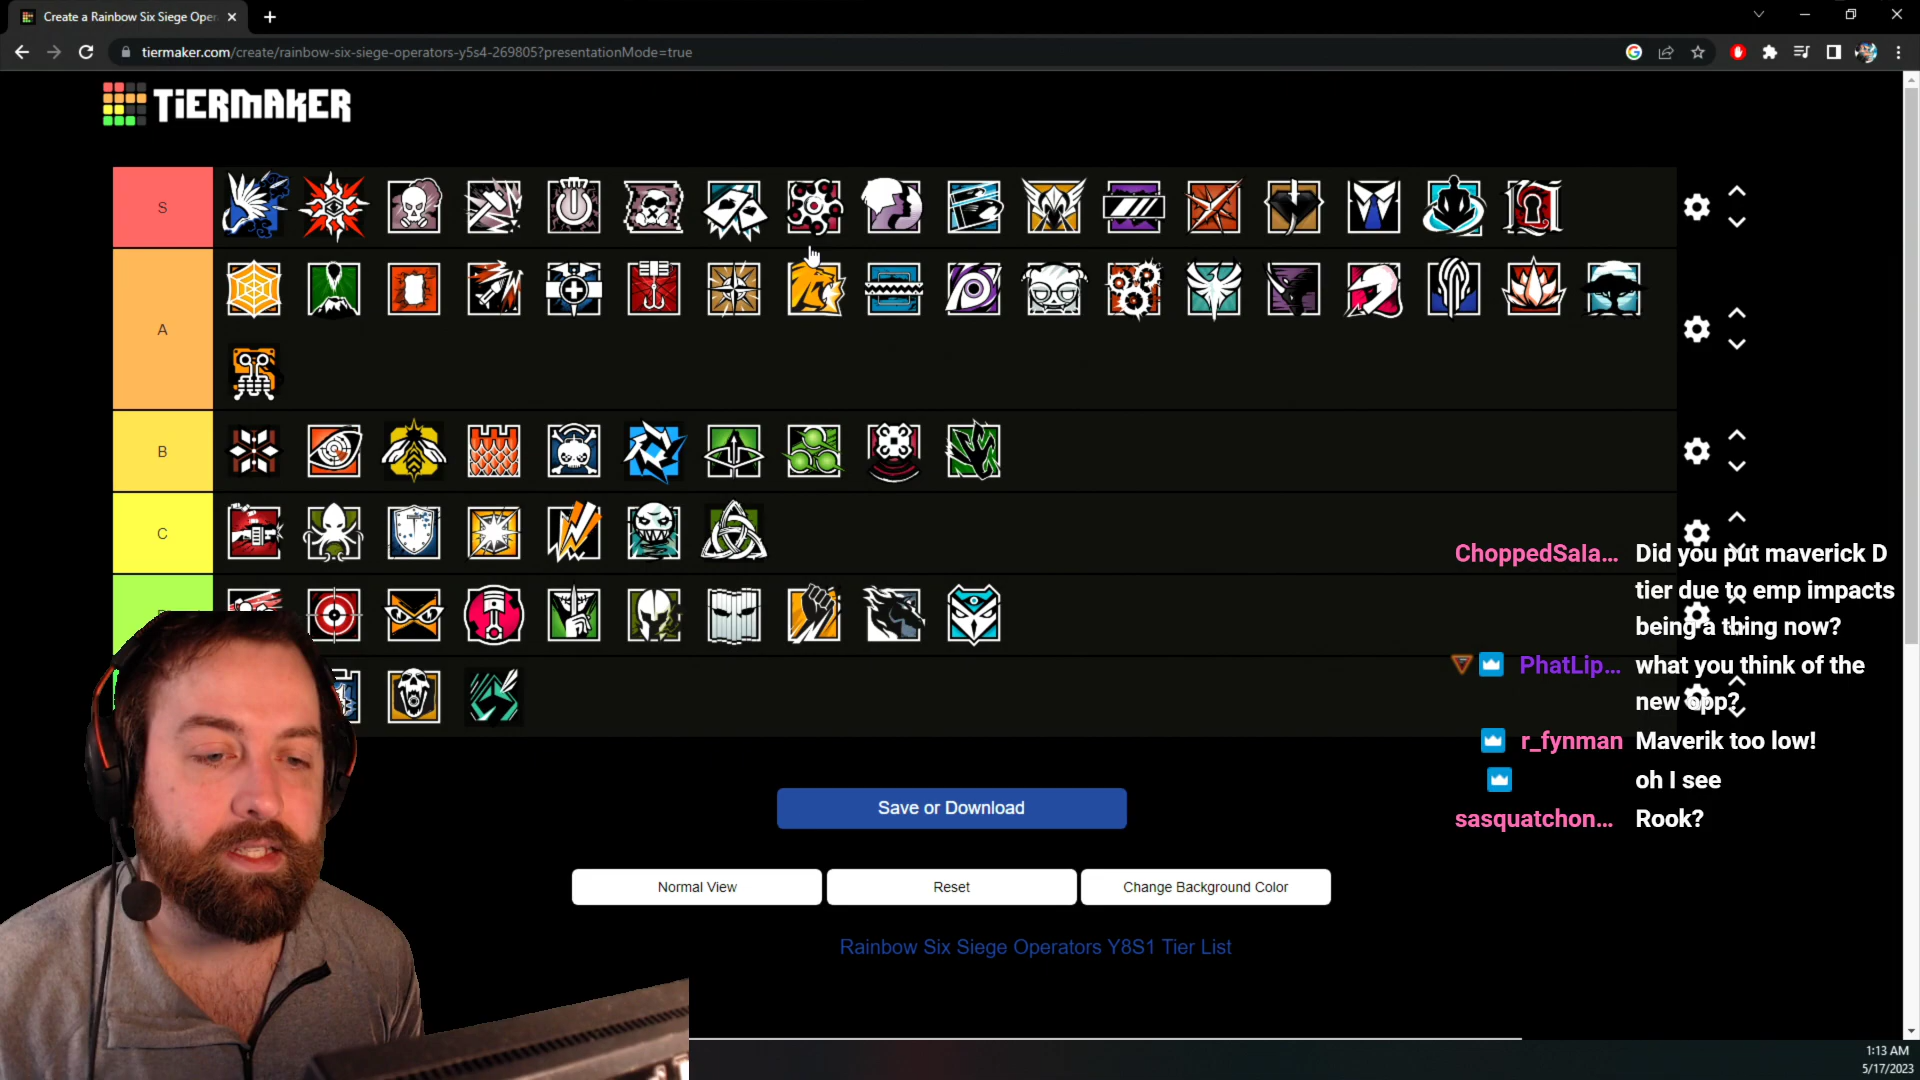 Create a Rainbow Six Siege Oper
tiermaker.com/create/rainbow-six-siege-operators-y5s4-269805?presentationMode=true
TiERMAKER
S
A
B
C
ChoppedSala... Did you put maverick D
tier due to emp impacts
being a thing now?
PhatLip... what you think of the
new opp?
r_fynman Maverik too low!
oh I see
sasquatchon... Rook?
Save or Download
Normal View
Reset
Change Background Color
Rainbow Six Siege Operators Y8S1 Tier List
1:13 AM
5/17/2023